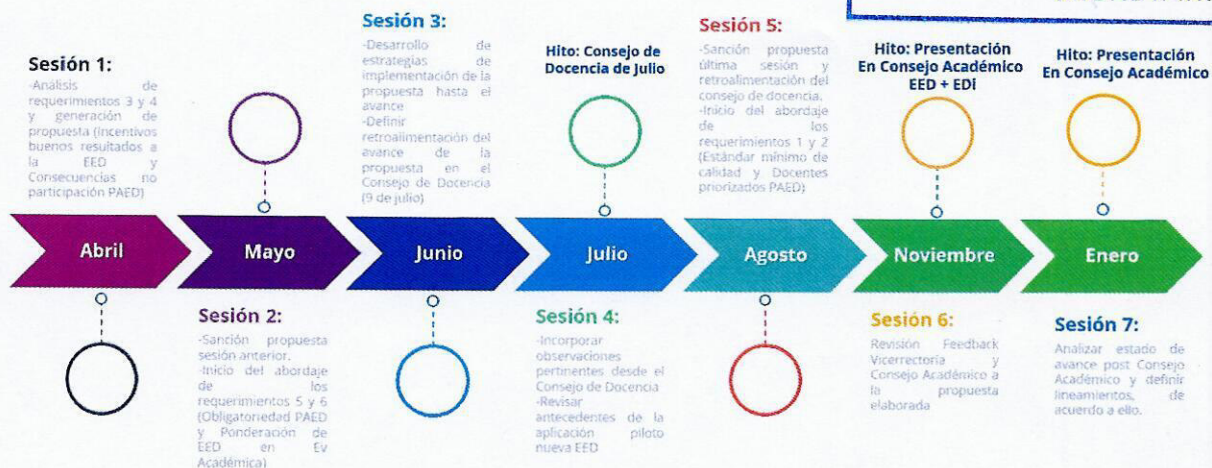 Sesión 1:
-Análisis de
requerimientos 3 y 4
y generación de
propuesta (Incentivos
buenos resultados a
la EED y
Consecuencias no
participación PAED)
Sesión 3:
-Desarrollo de
estrategias de
implementación de la
propuesta hasta el
avance
-Definir
retroalimentación del
avance de la
propuesta en el
Consejo de Docencia
(9 de julio)
Hito: Consejo de
Docencia de Julio
Sesión 5:
-Sanción propuesta
última sesión y
retroalimentación del
consejo de docencia.
-Inicio del abordaje
de los
requerimientos 1 y 2
(Estándar mínimo de
calidad y Docentes
priorizados PAED)
Hito: Presentación
En Consejo Académico
EED + EDi
Hito: Presentación
En Consejo Académico
Abril
Mayo
Junio
Julio
Agosto
Noviembre
Enero
Sesión 2:
-Sanción propuesta
sesión anterior.
-Inicio del abordaje
de los
requerimientos 5 y 6
(Obligatoriedad PAED
y Ponderación de
EED en Ev
Académica)
Sesión 4:
-Incorporar
observaciones
pertinentes desde el
Consejo de Docencia
-Revisar
antecedentes de la
aplicación piloto
nueva EED
Sesión 6:
Revisión Feedback
Vicerrectoría y
Consejo Académico a
la propuesta
elaborada
Sesión 7:
Analizar estado de
avance post Consejo
Académico y definir
lineamientos, de
acuerdo a ello.